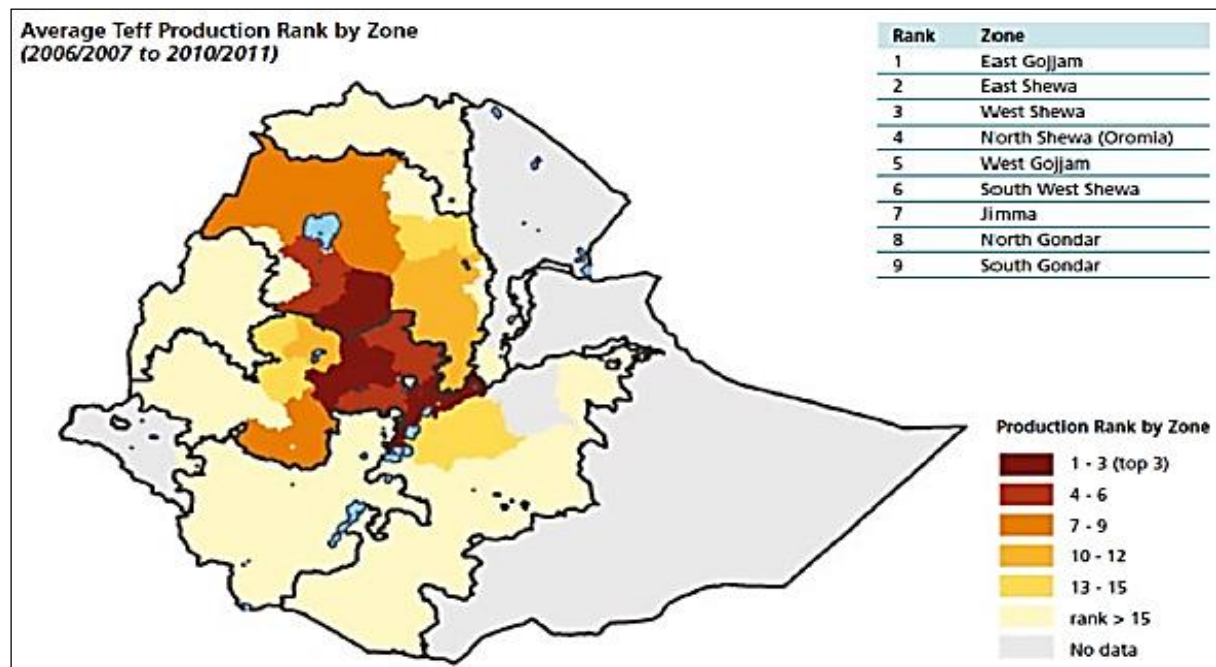 Average Teff Production Rank by Zone
(2006/2007 to 2010/2011)
Rank Zone
1 East Gojjam
2 East Shewa
3 West Shewa
4 North Shewa (Oromia)
5 West Gojjam
6 South West Shewa
7 Jimma
8 North Gondar
9 South Gondar
Production Rank by Zone
1 - 3 (top 3)
4 - 6
7 - 9
10 - 12
13 - 15
rank > 15
No data